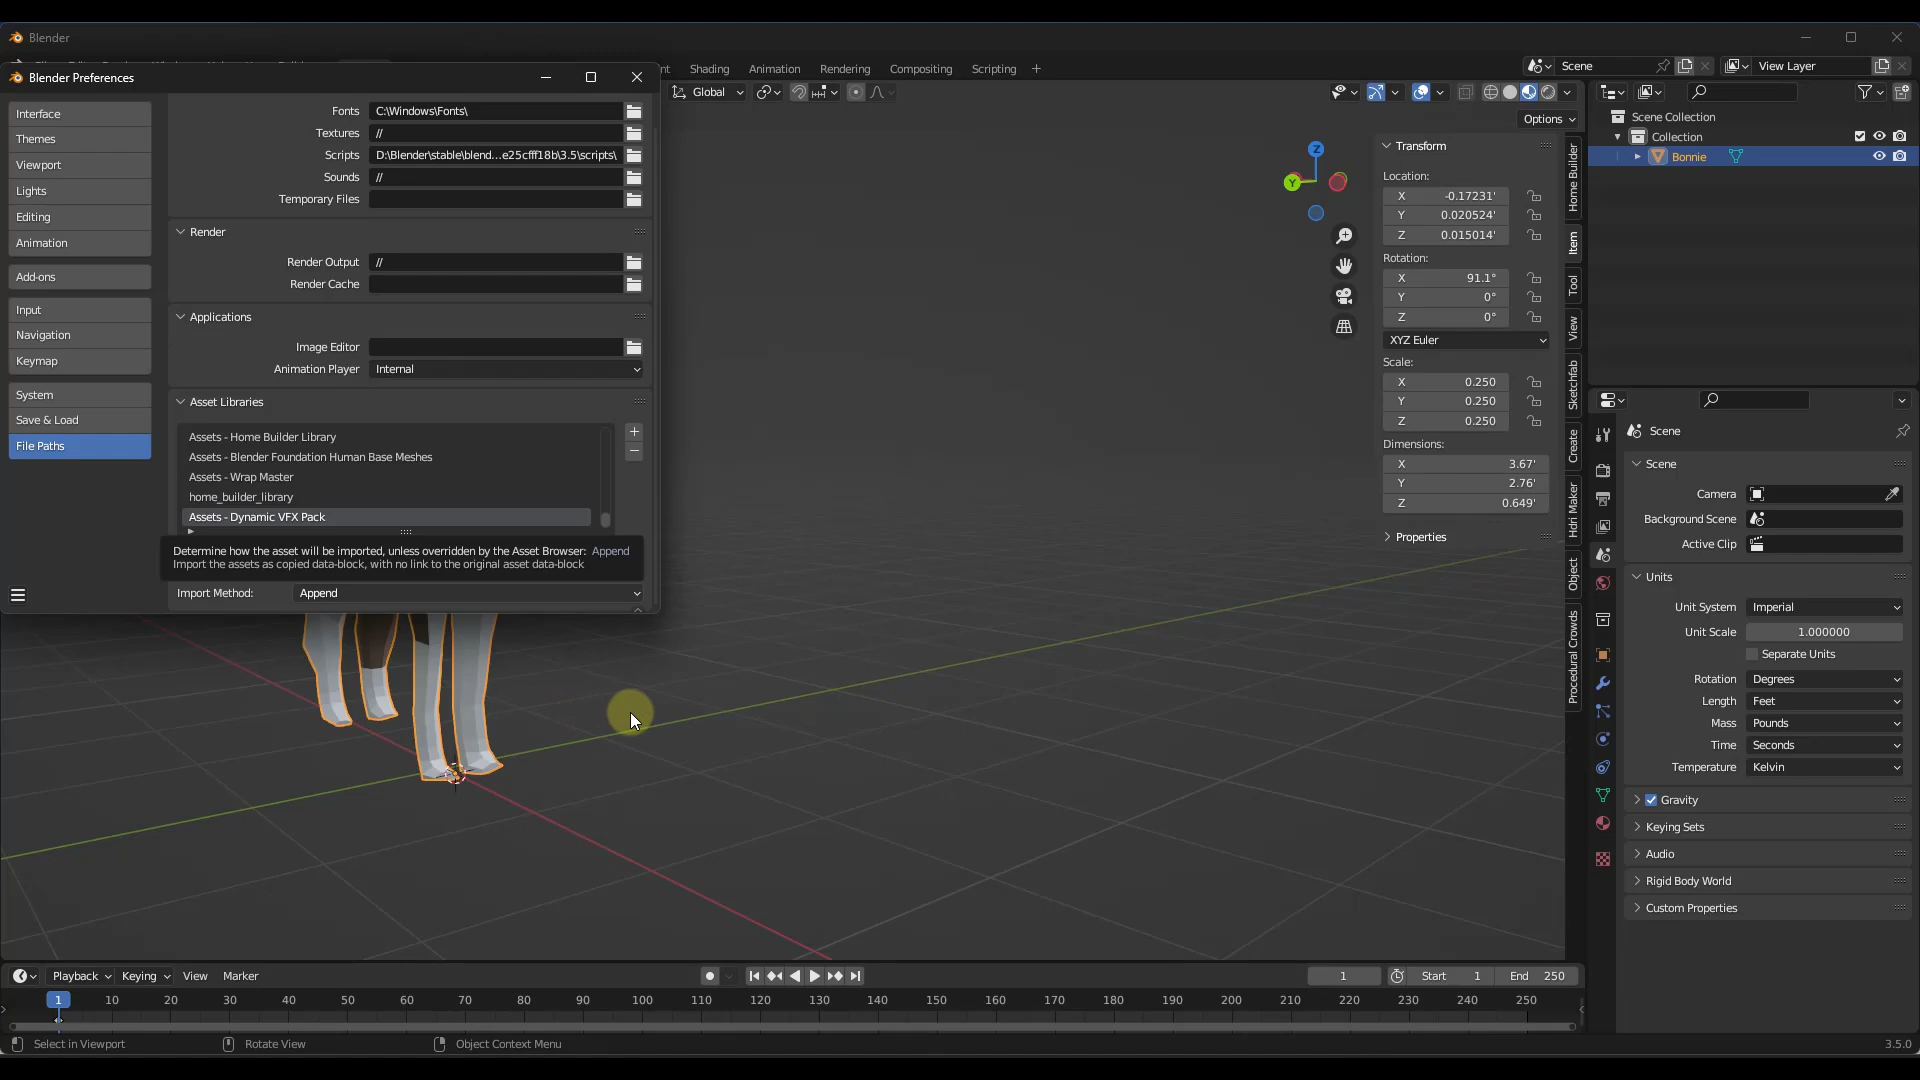 Blender
Blender Preferences
Shading
Animation
Rendering
Compositing
Scripting
Scene
View Layer
Global
Options
Interface
Themes
Viewport
Lights
Editing
Animation
Add-ons
Input
Navigation
Keymap
System
Save & Load
File Paths
Fonts C:\Windows\Fonts\
Textures //
Scripts D:\Blender\stable\blend...e25cfff18b\3.5\scripts\
Sounds //
Temporary Files
Render
Render Output //
Render Cache
Applications
Image Editor
Animation Player Internal
Asset Libraries
Assets - Home Builder Library
Assets - Blender Foundation Human Base Meshes
Assets - Wrap Master
home_builder_library
Assets - Dynamic VFX Pack
Determine how the asset will be imported, unless overridden by the Asset Browser: Append
Import the assets as copied data-block, with no link to the original asset data-block
Import Method: Append
Z
Y
Transform
Location:
X -0.17231'
Y 0.020524'
Z 0.015014'
Rotation:
X 91.1°
Y 0°
Z 0°
XYZ Euler
Scale:
X 0.250
Y 0.250
Z 0.250
Dimensions:
X 3.67'
Y 2.76'
Z 0.649'
Properties
Home Builder
Item
Tool
View
Sketchfab
Create
Hdri Maker
Object
Procedural Crowds
Scene Collection
Collection
Bonnie
Scene
Scene
Camera
Background Scene
Active Clip
Units
Unit System Imperial
Unit Scale 1.000000
Separate Units
Rotation Degrees
Length Feet
Mass Pounds
Time Seconds
Temperature Kelvin
Gravity
Keying Sets
Audio
Rigid Body World
Custom Properties
Playback Keying View Marker
1 Start 1 End 250
1 10 20 30 40 50 60 70 80 90 100 110 120 130 140 150 160 170 180 190 200 210 220 230 240 250
Select in Viewport Rotate View Object Context Menu 3.5.0